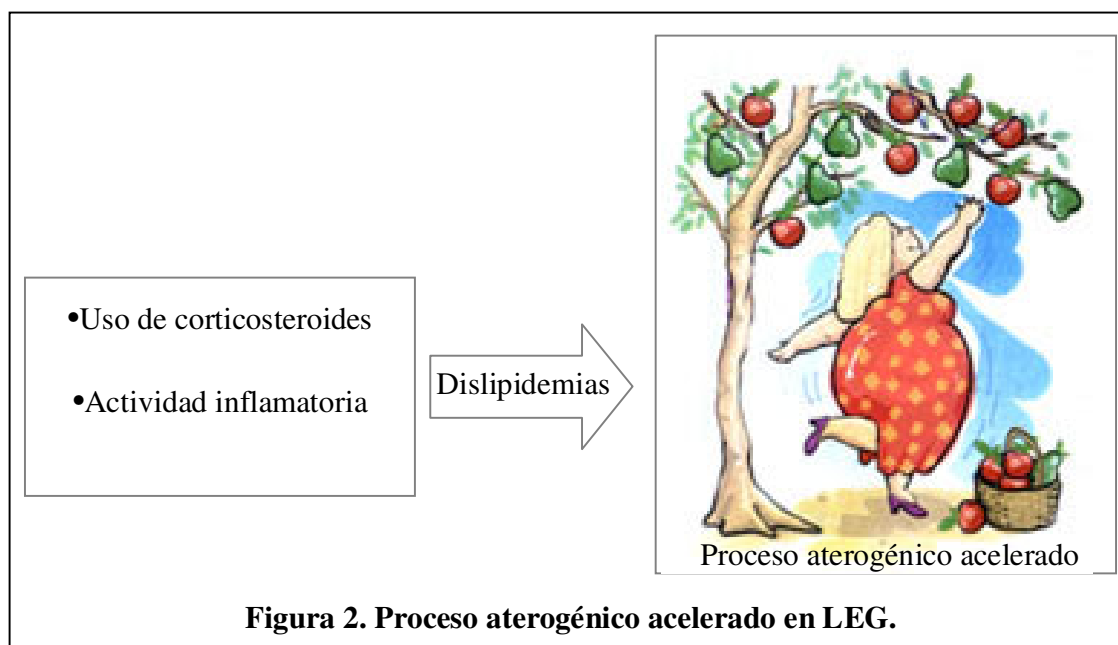 •Uso de corticosteroides
•Actividad inflamatoria
Dislipidemias
Proceso aterogénico acelerado
Figura 2. Proceso aterogénico acelerado en LEG.